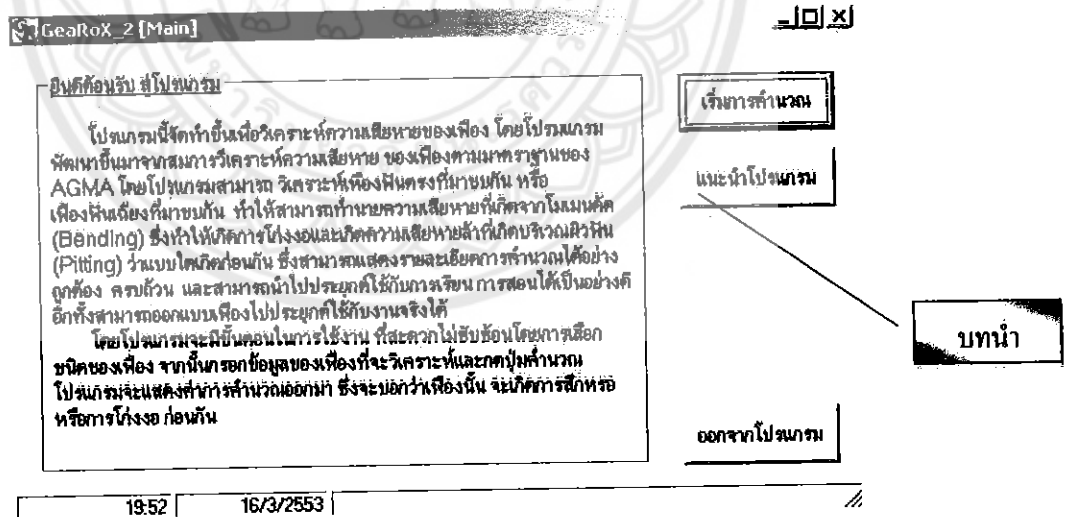 GeaRoX_2 [Main]
ยินดีต้อนรับ สู่โปรแกรม
โปรแกรมนี้จัดทำขึ้นเพื่อวิเคราะห์ความเสียหายของเฟือง โดยโปรแกรม
พัฒนาขึ้นมาจากสมการวิเคราะห์ความเสียหาย ของเฟืองตามมาตราฐานของ
AGMA โดยโปรแกรมสามารถ วิเคราะห์เฟืองฟันตรงที่มาขบกัน หรือ
เฟืองฟันเฉียงที่มาขบกัน ทำให้สามารถทำนายความเสียหายที่เกิดจากโมเมนต์ดัด
(Bending) ซึ่งทำให้เกิดการโก่งงอและเกิดความเสียหายล้าที่เกิดบริเวณผิวฟัน
(Pitting) ว่าแบบใดเกิดก่อนกัน ซึ่งสามารถแสดงรายละเอียดการคำนวณได้อย่าง
ถูกต้อง ครบถ้วน และสามารถนำไปประยุกต์ใช้กับการเรียน การสอนได้เป็นอย่างดี
อีกทั้งสามารถออกแบบเฟืองไปประยุกต์ใช้กับงานจริงได้
โดยโปรแกรมจะมีขั้นตอนในการใช้งาน ที่สะดวกไม่ซับซ้อนโดยการเลือก
ชนิดของเฟือง จากนั้นกรอกข้อมูลของเฟืองที่จะวิเคราะห์และกดปุ่มคำนวณ
โปรแกรมจะแสดงค่าการคำนวณออกมา ซึ่งจะบอกว่าเฟืองนั้น จะเกิดการสึกหรอ
หรือการโก่งงอ ก่อนกัน
เริ่มการคำนวณ
แนะนำโปรแกรม
บทนำ
ออกจากโปรแกรม
19:52
16/3/2553